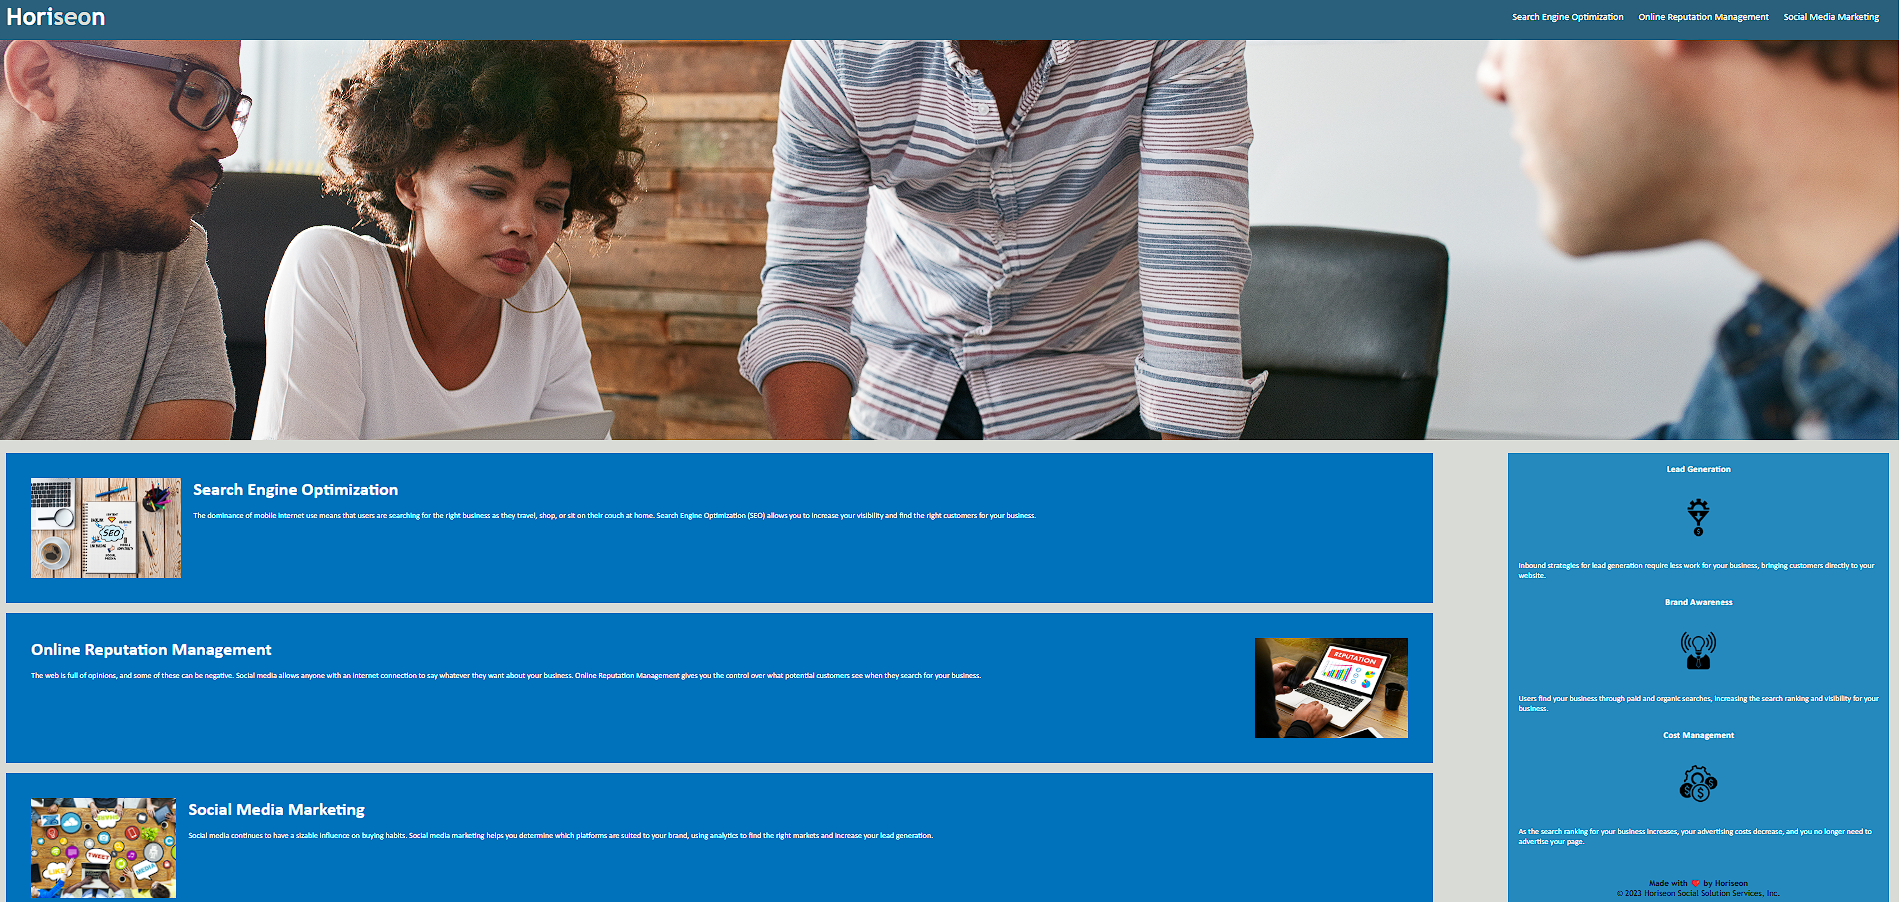 Horiseon
Search Engine Optimization Online Reputation Management Social Media Marketing
Search Engine Optimization
The dominance of mobile internet use means that users are searching for the right business as they travel, shop, or sit on their couch at home. Search Engine Optimization (SEO) allows you to increase your visibility and find the right customers for your business.
SEO
Online Reputation Management
The web is full of opinions, and some of these can be negative. Social media allows anyone with an internet connection to say whatever they want about your business. Online Reputation Management gives you the control over what potential customers see when they search for your business.
REPUTATION
Social Media Marketing
Social media continues to have a sizable influence on buying habits. Social media marketing helps you determine which platforms are suited to your brand, using analytics to find the right markets and increase your lead generation.
TWEET
LIKE
MEDIA
Lead Generation
Inbound strategies for lead generation require less work for your business, bringing customers directly to your
website.
Brand Awareness
Users find your business through paid and organic searches, increasing the search ranking and visibility for your
business.
Cost Management
As the search ranking for your business increases, your advertising costs decrease, and you no longer need to
advertise your page.
Made with ❤️ by Horiseon
© 2023 Horiseon Social Solution Services, Inc.